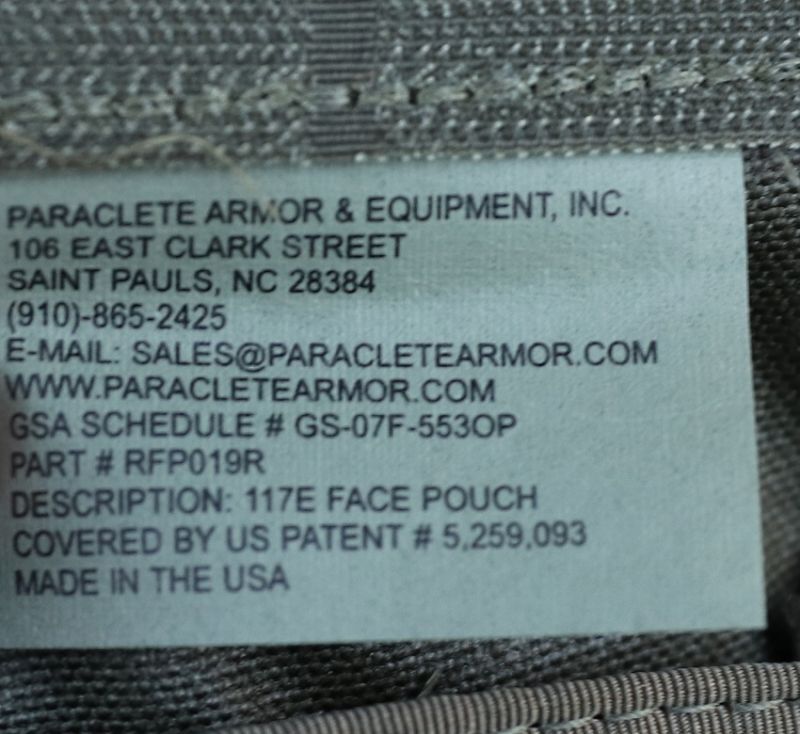 PARACLETE ARMOR & EQUIPMENT, INC.
106 EAST CLARK STREET
SAINT PAULS, NC 28384
(910)-865-2425
E-MAIL: SALES@PARACLETEARMOR.COM
WWW.PARACLETEARMOR.COM
GSA SCHEDULE # GS-07F-553OP
PART # RFP019R
DESCRIPTION: 117E FACE POUCH
COVERED BY US PATENT # 5,259,093
MADE IN THE USA